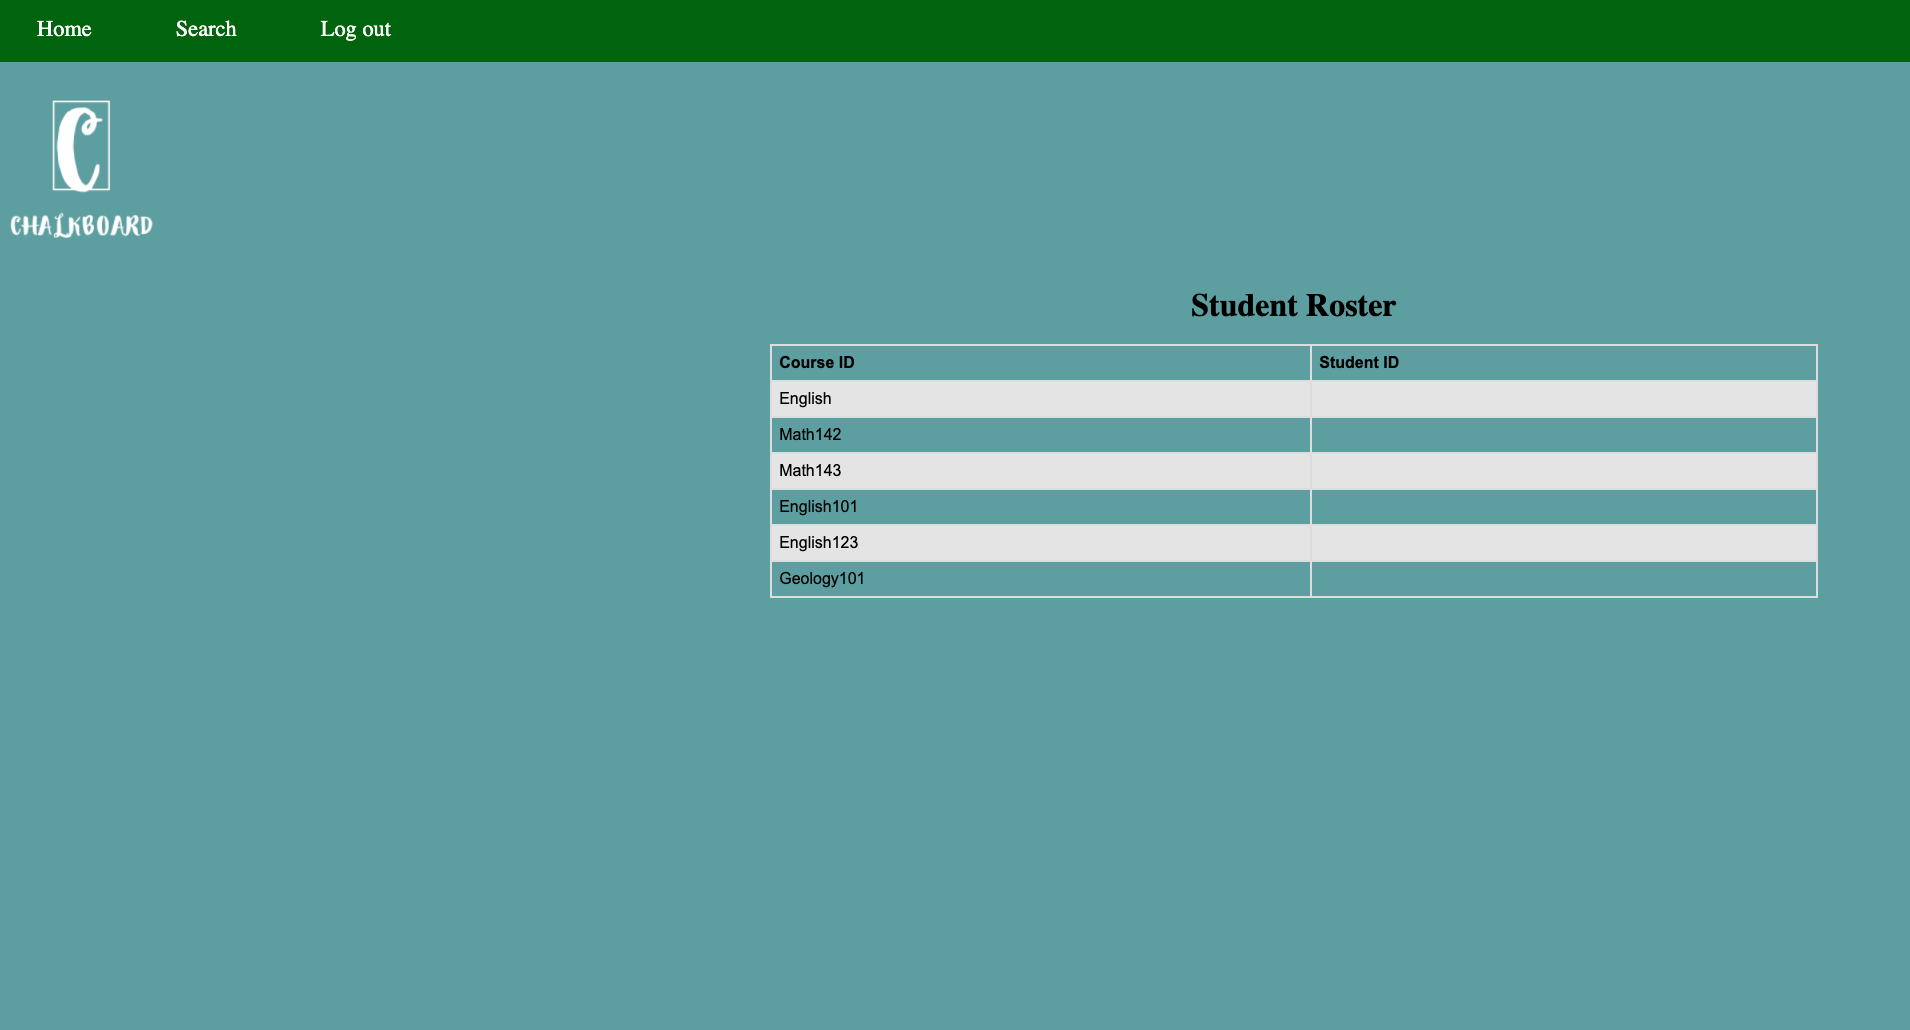 Home Search Log out
C
CHALKBOARD
Student Roster
Course ID Student ID
English
Math142
Math143
English101
English123
Geology101